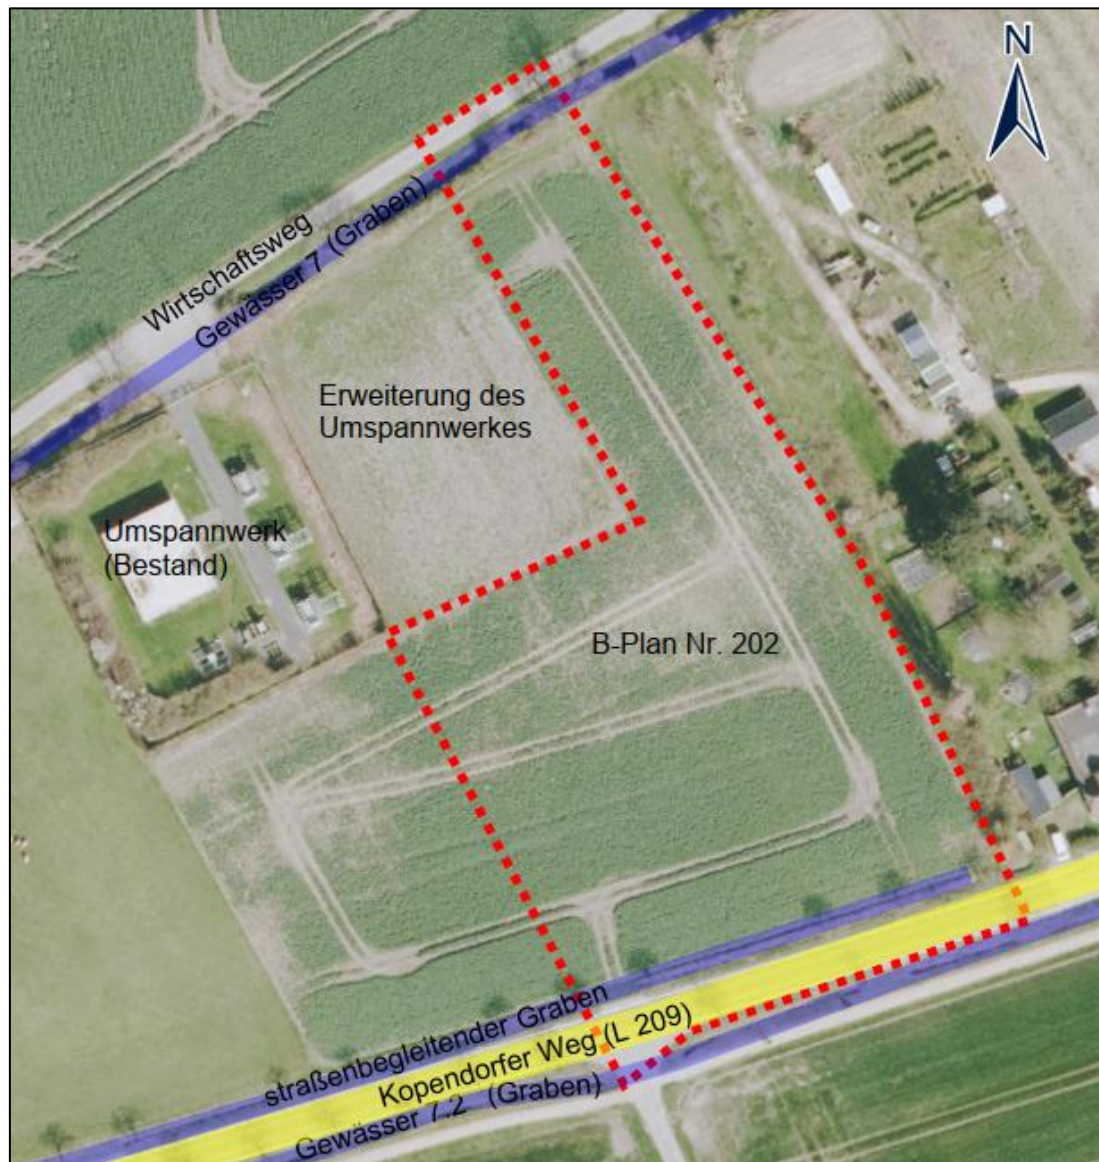 N
Wirtschaftsweg
Gewässer 7 (Graben)
Erweiterung des
Umspannwerkes
Umspannwerk
(Bestand)
B-Plan Nr. 202
straßenbegleitender Graben
Kopendorfer Weg (L 209)
Gewässer 7.2 (Graben)